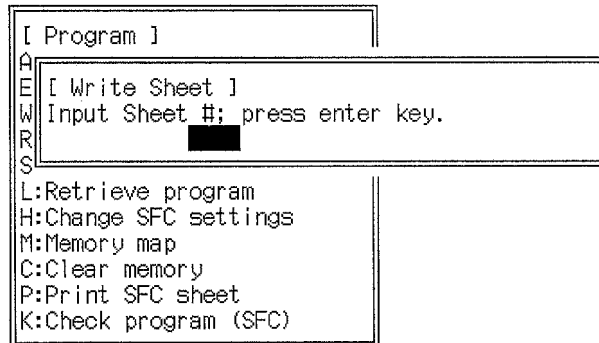 [ Program ]
A
E
[ Write Sheet ]
W
Input Sheet #; press enter key.
R
S
L:Retrieve program
H:Change SFC settings
M:Memory map
C:Clear memory
P:Print SFC sheet
K:Check program (SFC)